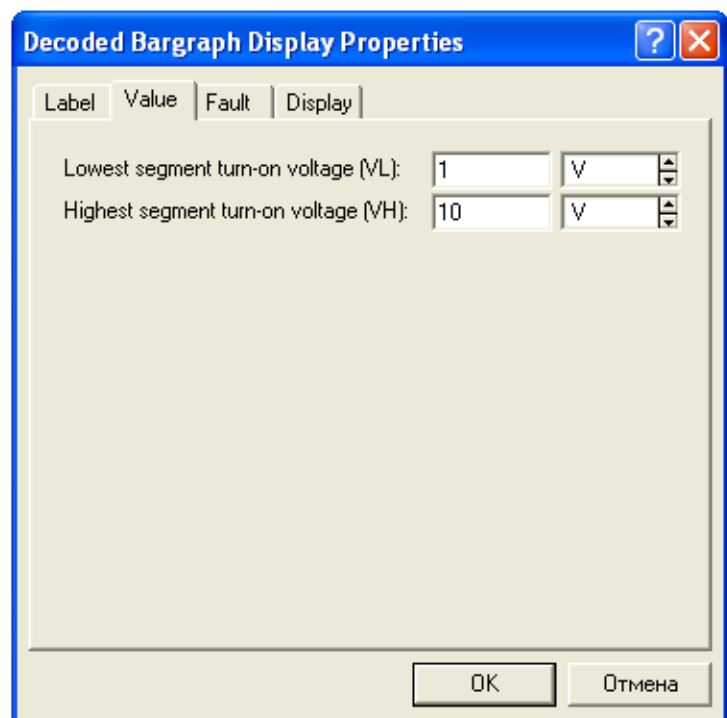 Decoded Bargraph Display Properties
Label Value Fault Display
Lowest segment turn-on voltage (VL): 1 V
Highest segment turn-on voltage (VH): 10 V
OK Отмена